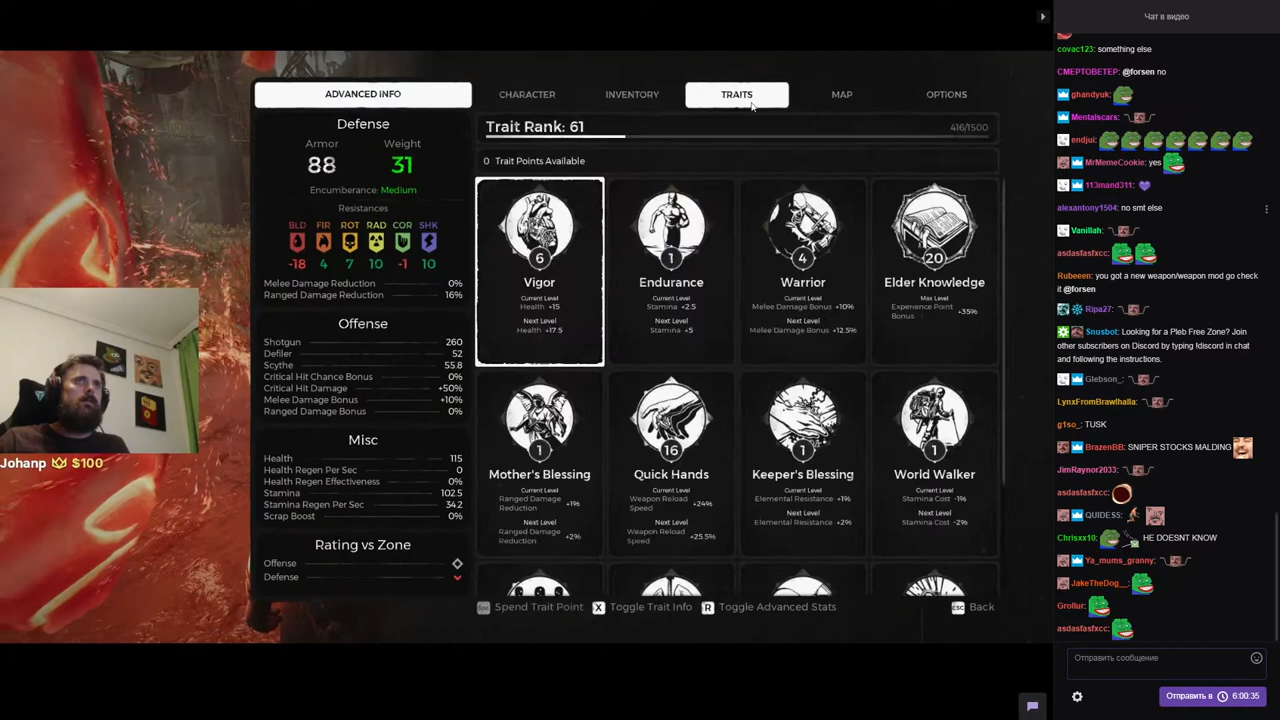 Чат в видео
ADVANCED INFO
CHARACTER
INVENTORY
TRAITS
MAP
OPTIONS
Defense
Armor
Weight
88
31
Encumberance: Medium
Resistances
BLD FIR ROT RAD COR SHK
-18 4 7 10 -1 10
Melee Damage Reduction 0%
Ranged Damage Reduction 16%
Offense
Shotgun 260
Defiler 52
Scythe 55.8
Critical Hit Chance Bonus 0%
Critical Hit Damage +50%
Melee Damage Bonus +10%
Ranged Damage Bonus 0%
Misc
Health 115
Health Regen Per Sec 0
Health Regen Effectiveness 0%
Stamina 102.5
Stamina Regen Per Sec 34.2
Scrap Boost 0%
Rating vs Zone
Offense
Defense
Trait Rank: 61
416/1500
0 Trait Points Available
6
Vigor
Current Level
Health +15
Next Level
Health +17.5
1
Endurance
Current Level
Stamina +2.5
Next Level
Stamina +5
4
Warrior
Current Level
Melee Damage Bonus +10%
Next Level
Melee Damage Bonus +12.5%
20
Elder Knowledge
Max Level
Experience Point Bonus +35%
1
Mother's Blessing
Current Level
Ranged Damage Reduction +1%
Next Level
Ranged Damage Reduction +2%
16
Quick Hands
Current Level
Weapon Reload Speed +24%
Next Level
Weapon Reload Speed +25.5%
1
Keeper's Blessing
Current Level
Elemental Resistance +1%
Next Level
Elemental Resistance +2%
1
World Walker
Current Level
Stamina Cost -1%
Next Level
Stamina Cost -2%
Spend Trait Point
X Toggle Trait Info
R Toggle Advanced Stats
Esc Back
Johanp $100
covac123: something else
СМЕРТОВЕТЕР: @forsen no
ghandyuk:
Mentalscars:
endjui:
MrMemeCookie: yes
113mand311:
alexantony1504: no smt else
Vanillah:
asdasfasfxcc:
Rubeeen: you got a new weapon/weapon mod go check
it @forsen
Ripa27:
Snusbot: Looking for a Pleb Free Zone? Join
other subscribers on Discord by typing !discord in chat
and following the instructions.
Glebson_:
LynxFromBrawlhalla:
g1so_: TUSK
BrazenBB: SNIPER STOCKS MALDING
JimRaynor2033:
asdasfasfxcc:
QUIDES5:
Chrisxx10: HE DOESNT KNOW
Ya_mums_granny:
JakeTheDog__:
Grollur:
asdasfasfxcc:
Отправить сообщение
Отправить в 6:00:35